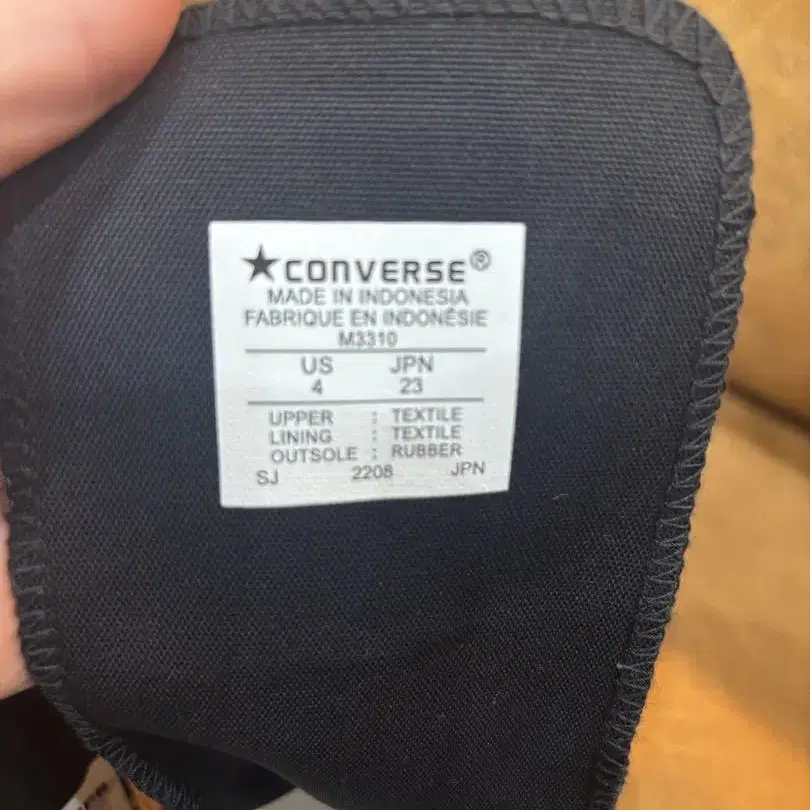 ★CONVERSE®
MADE IN INDONESIA
FABRIQUE EN INDONÉSIE
M3310
US JPN
4 23
UPPER : TEXTILE
LINING : TEXTILE
OUTSOLE : RUBBER
SJ 2208 JPN